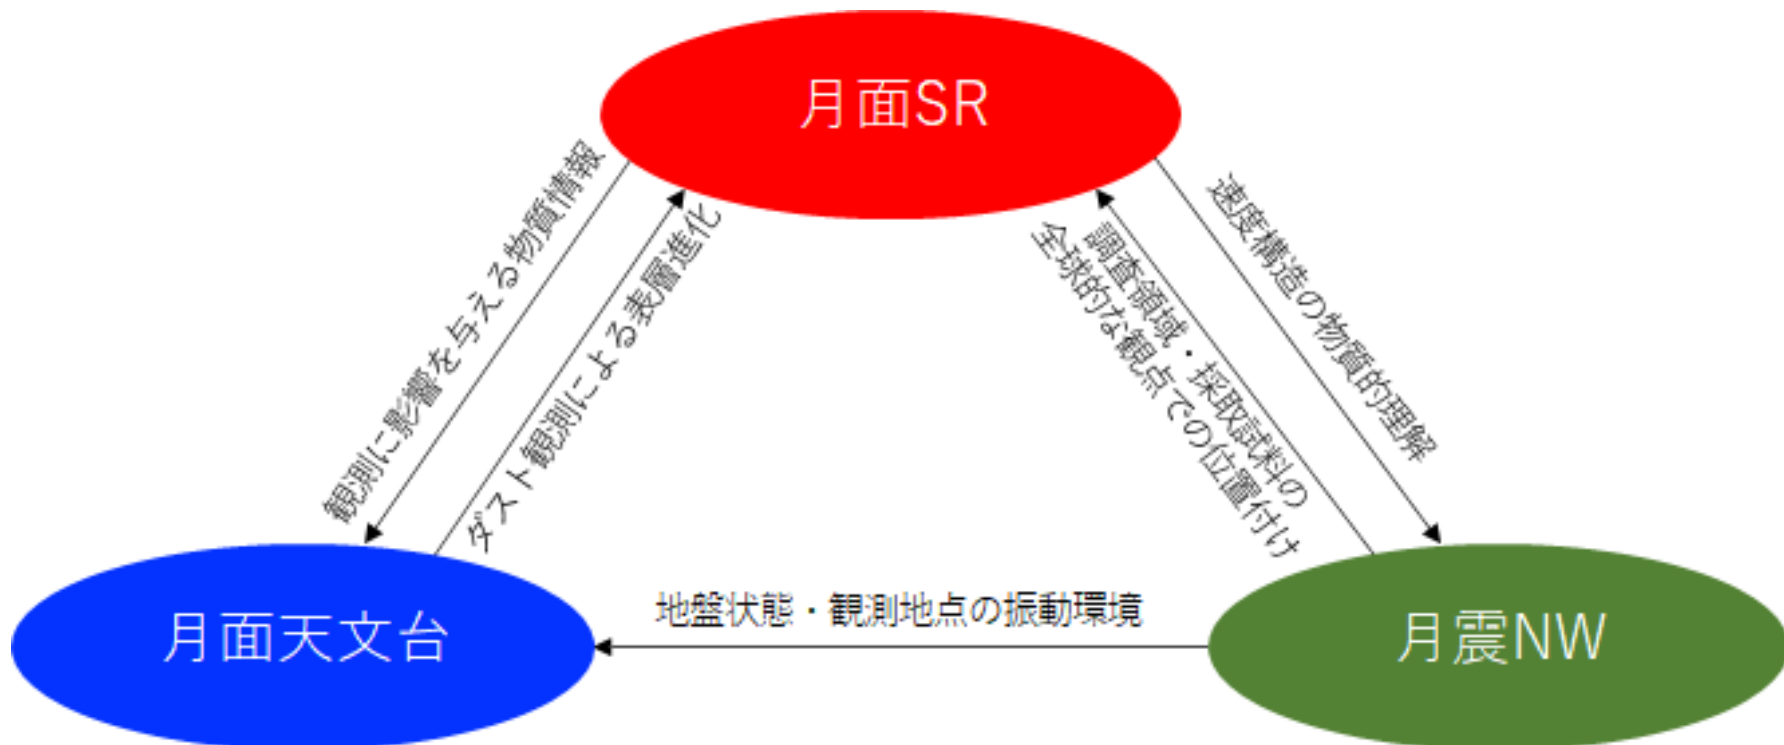 月面SR
観測に影響を与える物質情報
ダスト観測による表層進化
調査領域・採取試料の
全球的な観点での位置付け
速度構造の物質的理解
地盤状態・観測地点の振動環境
月面天文台
月震NW